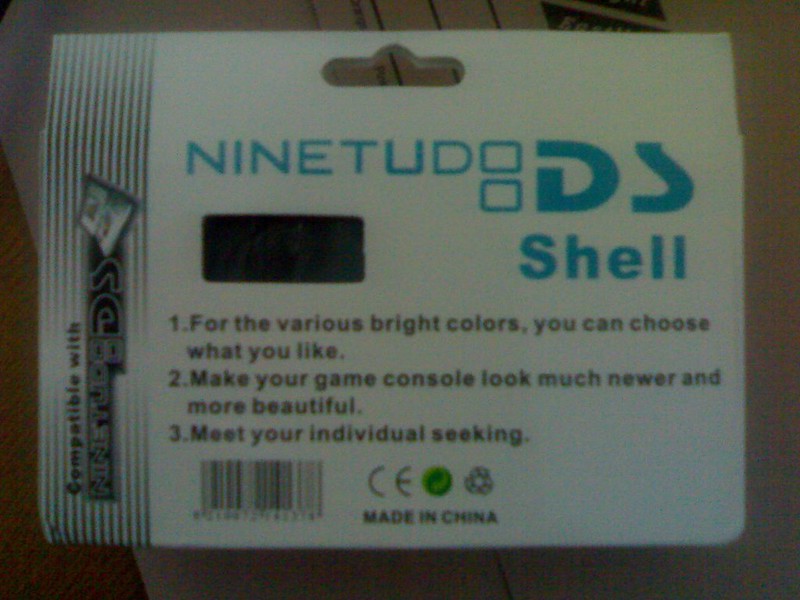 NINETUDO DS
Shell
1.For the various bright colors, you can choose
what you like.
2.Make your game console look much newer and
more beautiful.
3.Meet your individual seeking.
CE
MADE IN CHINA
Compatible with
NINETUDO DS